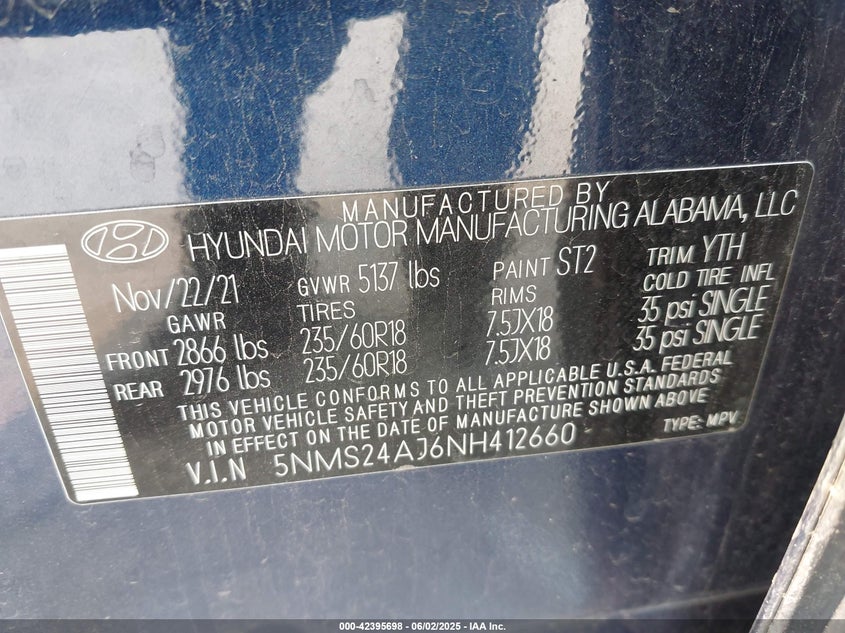 MANUFACTURED BY
HYUNDAI MOTOR MANUFACTURING ALABAMA, LLC
Nov/22/21 GVWR 5137 lbs PAINT ST2 TRIM YTH
GAWR TIRES RIMS COLD TIRE INFL
FRONT 2866 lbs 235/60R18 7.5JX18 35 psi SINGLE
REAR 2976 lbs 235/60R18 7.5JX18 35 psi SINGLE
THIS VEHICLE CONFORMS TO ALL APPLICABLE U.S.A. FEDERAL
MOTOR VEHICLE SAFETY AND THEFT PREVENTION STANDARDS
IN EFFECT ON THE DATE OF MANUFACTURE SHOWN ABOVE
V.I.N 5NMS24AJ6NH412660 TYPE: MPV
000-42395698 - 06/02/2025 - IAA Inc.